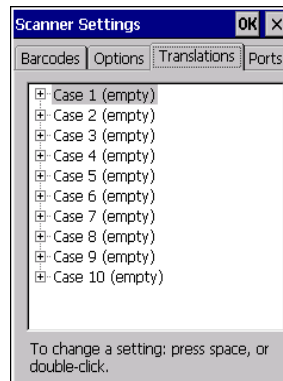 Scanner Settings OK ×
Barcodes Options Translations Ports
Case 1 (empty)
Case 2 (empty)
Case 3 (empty)
Case 4 (empty)
Case 5 (empty)
Case 6 (empty)
Case 7 (empty)
Case 8 (empty)
Case 9 (empty)
Case 10 (empty)
To change a setting: press space, or
double-click.